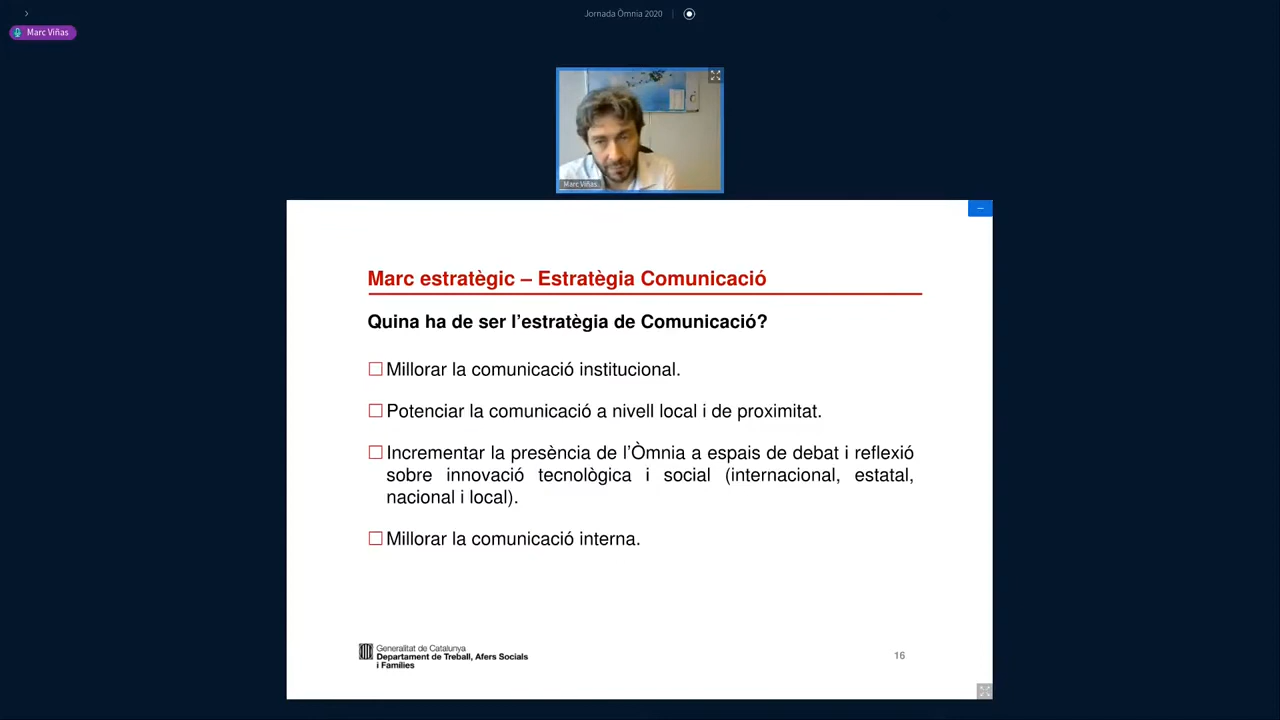 Jornada Òmnia 2020
Marc Viñas
Marc Viñas
Marc estratègic – Estratègia Comunicació
Quina ha de ser l’estratègia de Comunicació?
Millorar la comunicació institucional.
Potenciar la comunicació a nivell local i de proximitat.
Incrementar la presència de l’Òmnia a espais de debat i reflexió
sobre innovació tecnològica i social (internacional, estatal,
nacional i local).
Millorar la comunicació interna.
Generalitat de Catalunya
Departament de Treball, Afers Socials
i Famílies
16